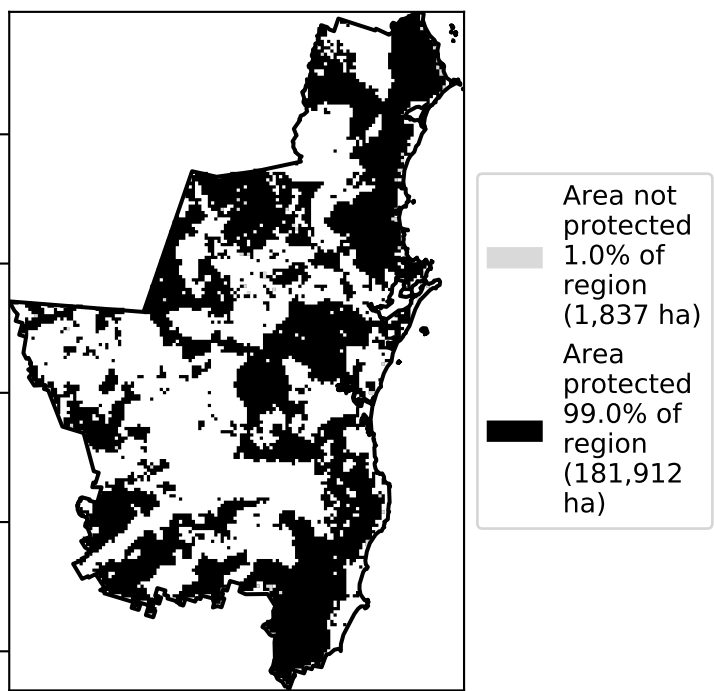 Area not
protected
1.0% of
region
(1,837 ha)
Area
protected
99.0% of
region
(181,912
ha)